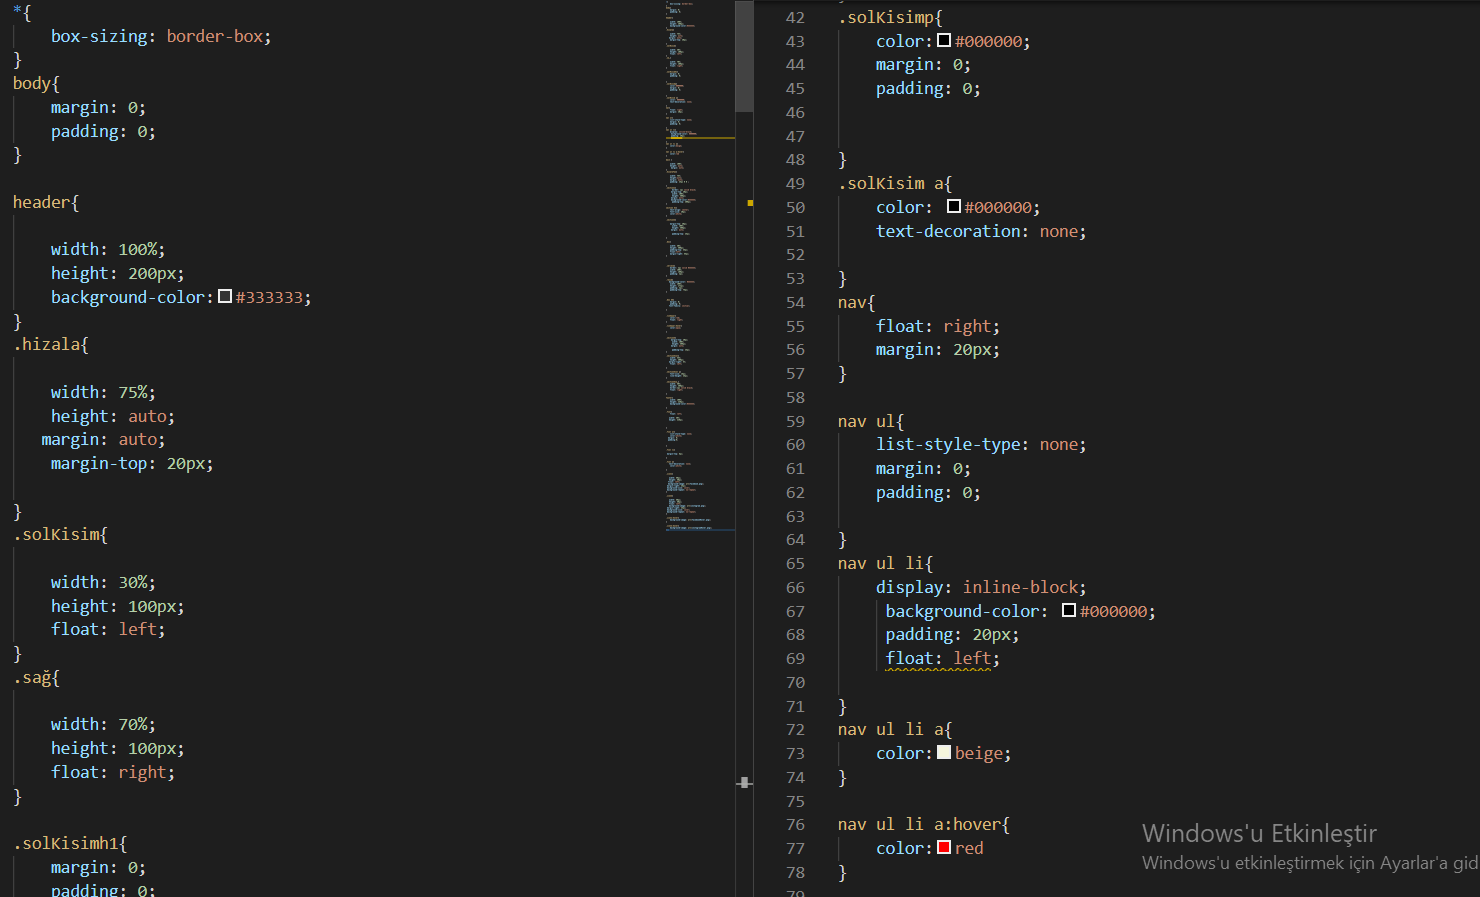 *{
    box-sizing: border-box;
}
body{
    margin: 0;
    padding: 0;
}
header{
    width: 100%;
    height: 200px;
    background-color: #333333;
}
.hizala{
    width: 75%;
    height: auto;
   margin: auto;
    margin-top: 20px;
}
.solKisim{
    width: 30%;
    height: 100px;
    float: left;
}
.sağ{
    width: 70%;
    height: 100px;
    float: right;
}
.solKisimh1{
    margin: 0;
    padding: 0;
42 .solKisimp{
43     color: #000000;
44     margin: 0;
45     padding: 0;
46
47
48 }
49 .solKisim a{
50     color: #000000;
51     text-decoration: none;
52
53 }
54 nav{
55     float: right;
56     margin: 20px;
57 }
58
59 nav ul{
60     list-style-type: none;
61     margin: 0;
62     padding: 0;
63
64 }
65 nav ul li{
66     display: inline-block;
67      background-color: #000000;
68      padding: 20px;
69      float: left;
70
71 }
72 nav ul li a{
73     color: beige;
74 }
75
76 nav ul li a:hover{
77     color: red
78 }
79
Windows'u Etkinleştir
Windows'u etkinleştirmek için Ayarlar'a gid